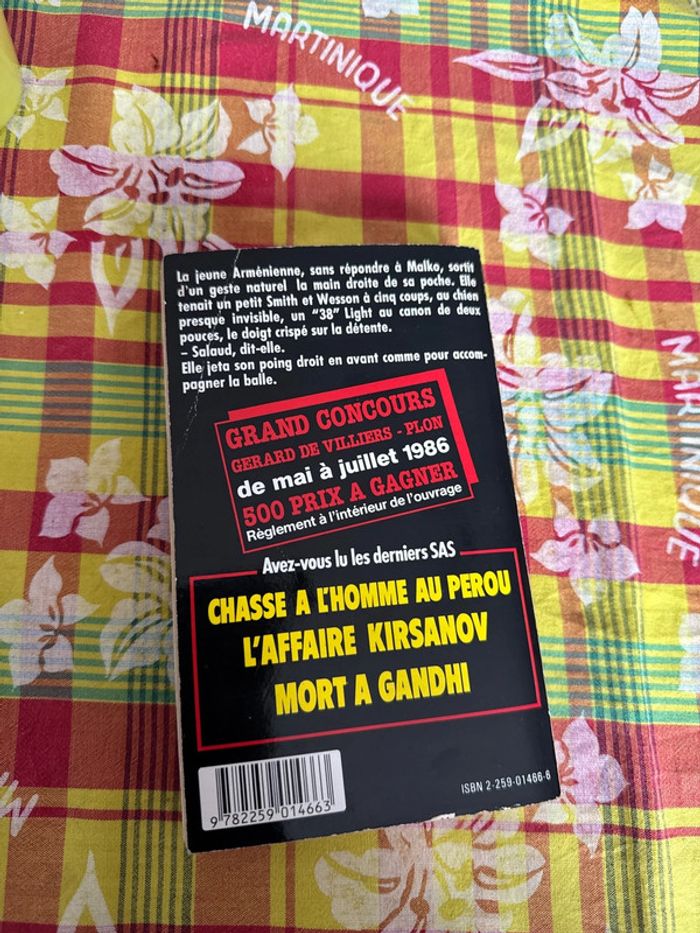 MARTINIQUE
La jeune Arménienne, sans répondre à Malko, sortit
d'un geste naturel la main droite de sa poche. Elle
tenait un petit Smith et Wesson à cinq coups, au chien
presque invisible, un "38" Light au canon de deux
pouces, le doigt crispé sur la détente.
– Salaud, dit-elle.
Elle jeta son poing droit en avant comme pour accom-
pagner la balle.
GRAND CONCOURS
GERARD DE VILLIERS - PLON
de mai à juillet 1986
500 PRIX A GAGNER
Règlement à l'intérieur de l'ouvrage
Avez-vous lu les derniers SAS
CHASSE A L'HOMME AU PEROU
L'AFFAIRE KIRSANOV
MORT A GANDHI
ISBN 2-259-01466-6
9 782259 014663
MARTINIQUE